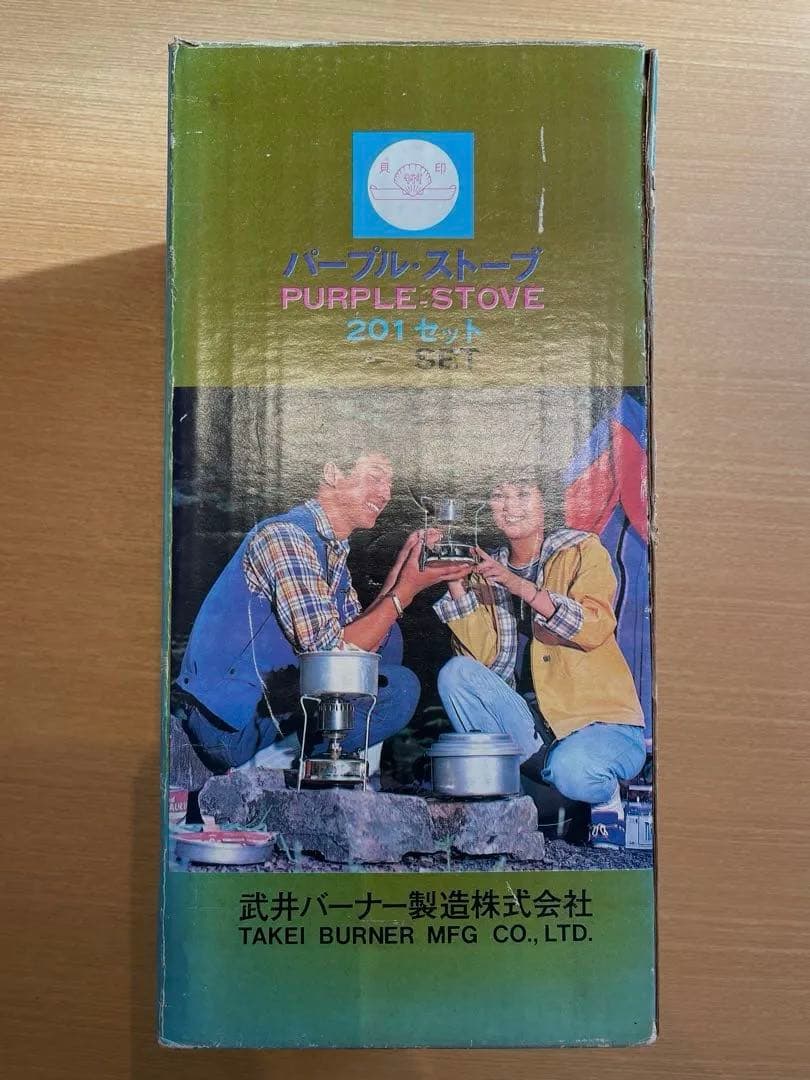 貝印
パープル・ストーブ
PURPLE-STOVE
201セット
SET
武井バーナー製造株式会社
TAKEI BURNER MFG CO., LTD.